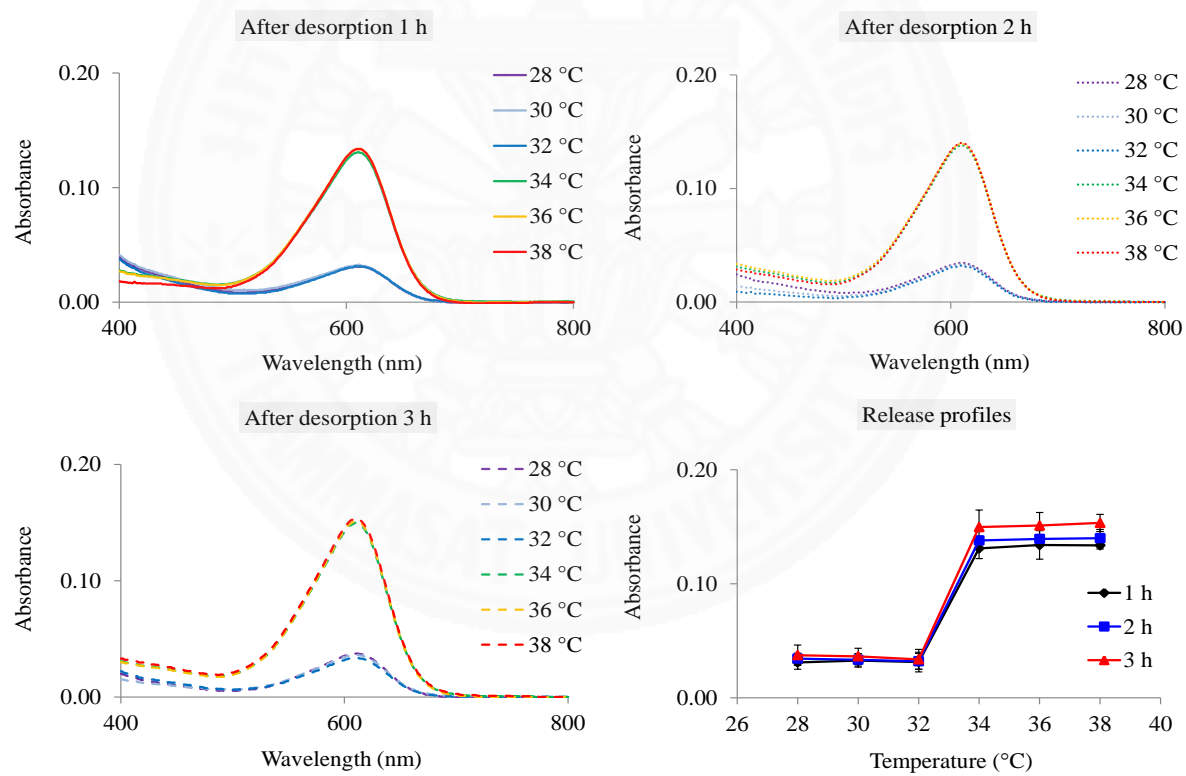 After desorption 1 h
0.20
0.10
0.00
400
600
800
Absorbance
Wavelength (nm)
28 °C
30 °C
32 °C
34 °C
36 °C
38 °C
After desorption 2 h
0.20
0.10
0.00
400
600
800
Absorbance
Wavelength (nm)
28 °C
30 °C
32 °C
34 °C
36 °C
38 °C
After desorption 3 h
0.20
0.10
0.00
400
600
800
Absorbance
Wavelength (nm)
28 °C
30 °C
32 °C
34 °C
36 °C
38 °C
Release profiles
0.20
0.10
0.00
26
28
30
32
34
36
38
40
Absorbance
Temperature (°C)
1 h
2 h
3 h